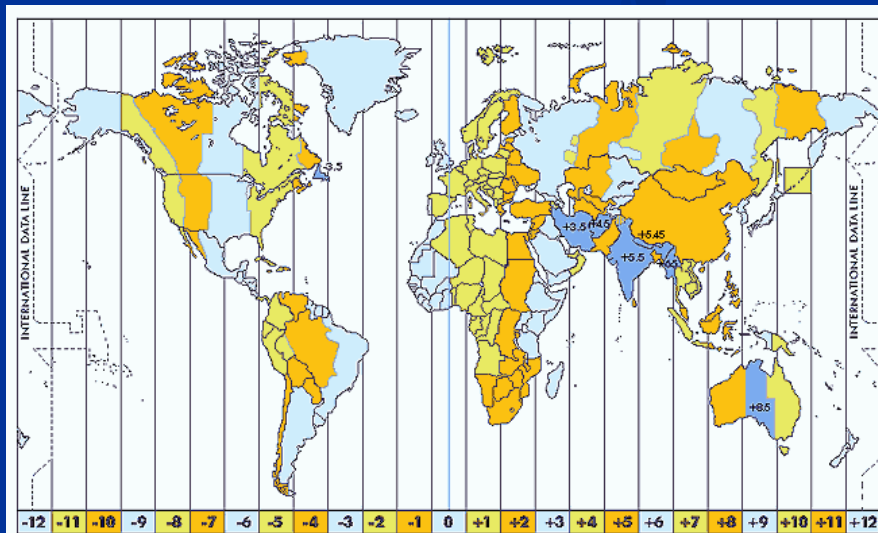 -3.5
+3.5
+4.5
+5.45
+5.5
+6.5
+8.5
INTERNATIONAL DATA LINE
INTERNATIONAL DATA LINE
-12 -11 -10 -9 -8 -7 -6 -5 -4 -3 -2 -1 0 +1 +2 +3 +4 +5 +6 +7 +8 +9 +10 +11 +12